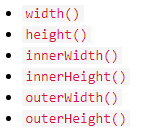 width()
height()
innerWidth()
innerHeight()
outerWidth()
outerHeight()